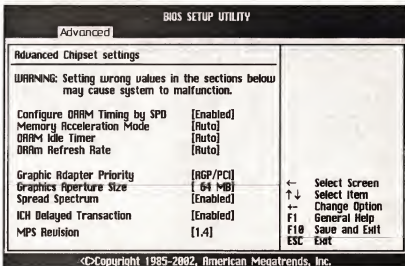 BIOS SETUP UTILITY
Advanced
Advanced Chipset settings
WARNING: Setting wrong values in the sections below
may cause system to malfunction.
Configure DRAM Timing by SPD [Enabled]
Memory Acceleration Mode [Auto]
DRAM Idle Timer [Auto]
DRAm Refresh Rate [Auto]
Graphic Adapter Priority [AGP/PCI]
Graphics Aperture Size [ 64 MB]
Spread Spectrum [Enabled]
ICH Delayed Transaction [Enabled]
MPS Revision [1.4]
← Select Screen
↑↓ Select Item
+- Change Option
F1 General Help
F10 Save and Exit
ESC Exit
<C>Copyright 1985-2002, American Megatrends, Inc.